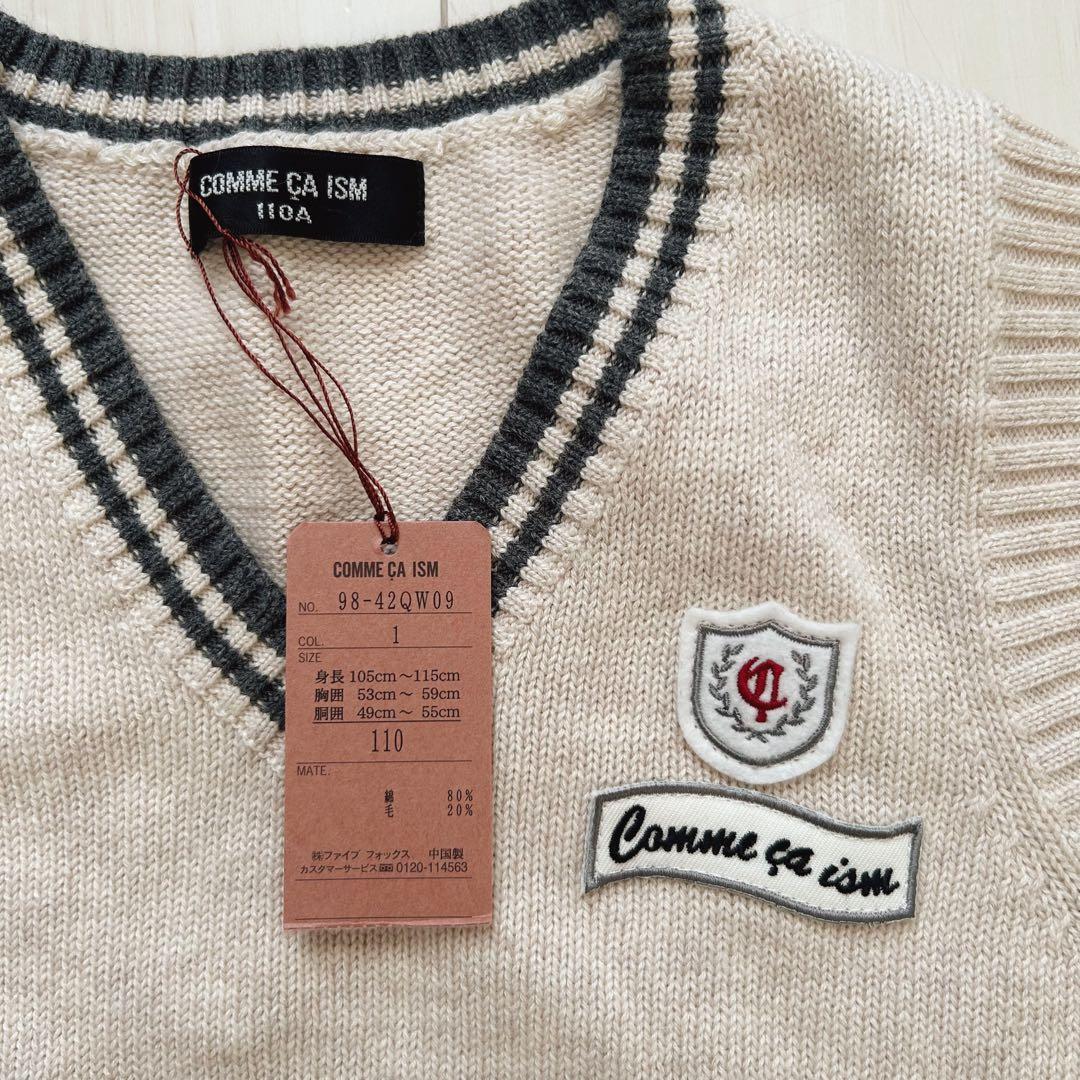 COMME ÇA ISM
110A
COMME ÇA ISM
NO. 98-42QW09
COL. 1
SIZE
身長 105cm～115cm
胸囲 53cm～ 59cm
胴囲 49cm～ 55cm
110
MATE.
綿 80%
毛 20%
㈱ファイブ フォックス 中国製
カスタマーサービス 0120-114563
Comme ça ism